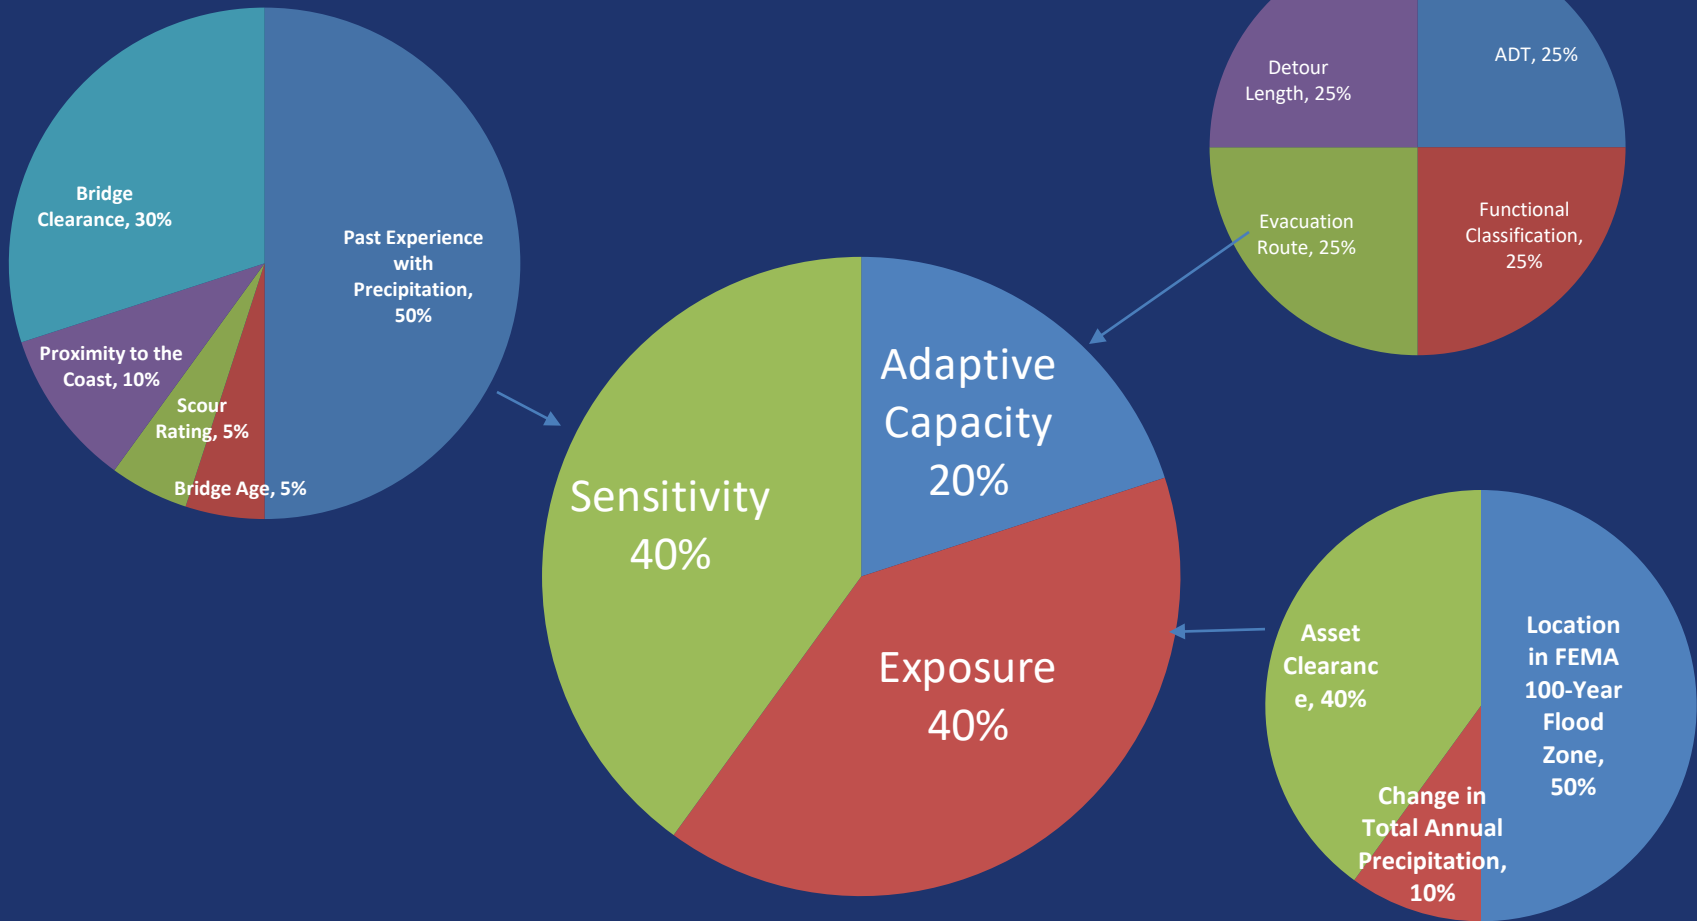 Bridge
Clearance, 30%
Past Experience
with
Precipitation,
50%
Proximity to the
Coast, 10%
Scour
Rating, 5%
Bridge Age, 5%
Detour
Length, 25%
ADT, 25%
Evacuation
Route, 25%
Functional
Classification,
25%
Adaptive
Capacity
20%
Sensitivity
40%
Exposure
40%
Asset
Clearanc
e, 40%
Location
in FEMA
100-Year
Flood
Zone,
50%
Change in
Total Annual
Precipitation,
10%